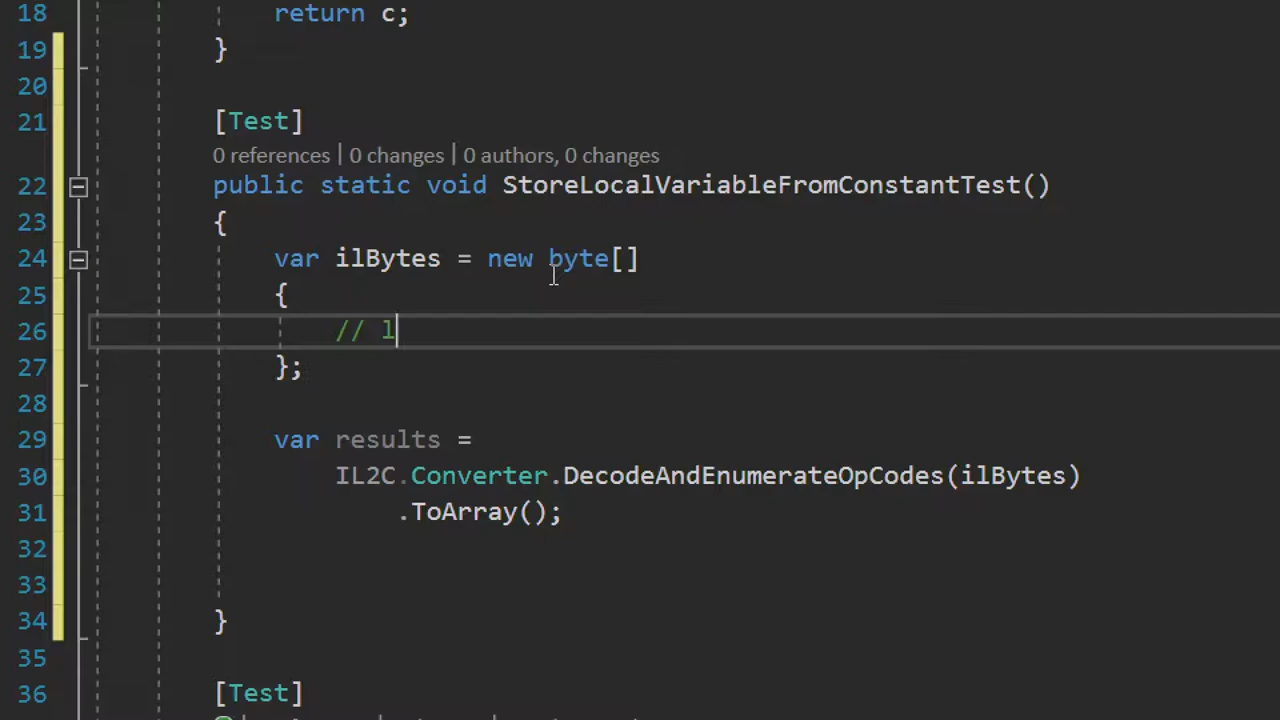 18 return c;
19 }
20
21 [Test]
0 references | 0 changes | 0 authors, 0 changes
22 public static void StoreLocalVariableFromConstantTest()
23 {
24 var ilBytes = new byte[]
25 {
26 // l
27 };
28
29 var results =
30 IL2C.Converter.DecodeAndEnumerateOpCodes(ilBytes)
31 .ToArray();
32
33
34 }
35
36 [Test]